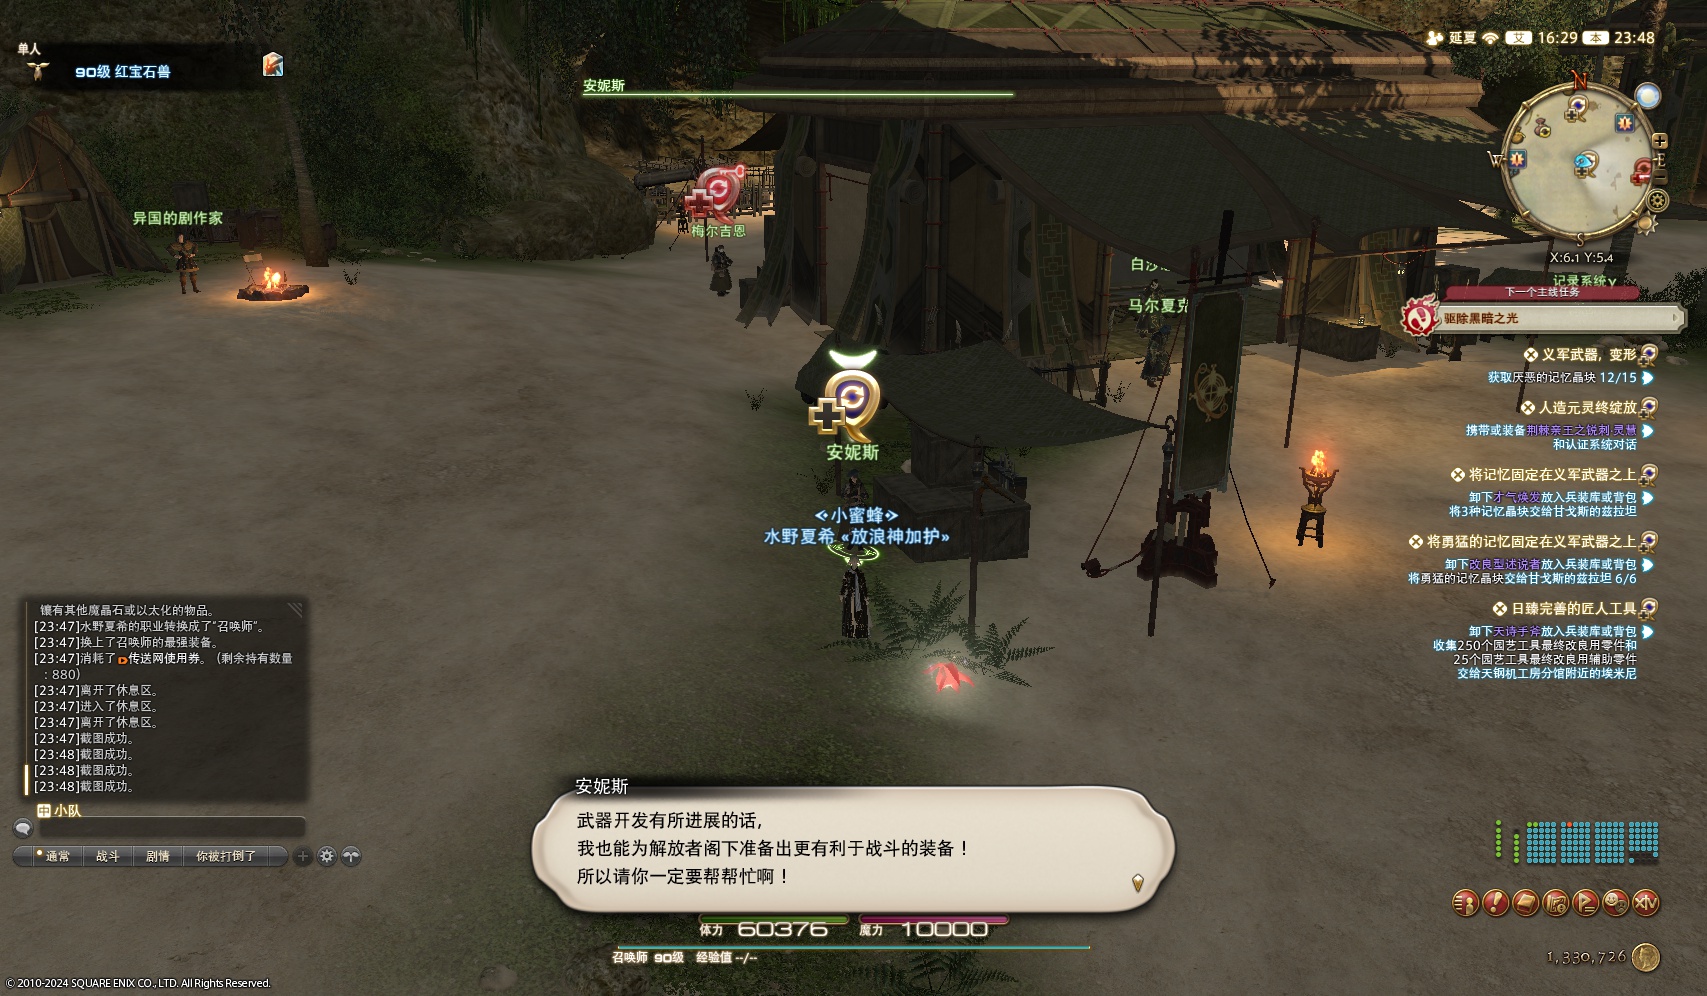 单人
90级 红宝石兽
安妮斯
延夏
艾 16:29 本 23:48
N
W
E
S
X:6.1 Y:5.4
异国的剧作家
梅尔吉恩
马尔夏
记录系统Y
下一个主线任务
驱除黑暗之光
义军武器，变形
获取厌恶的记忆晶块 12/15
人造元灵终绽放
携带或装备荆棘亲王之锐刺·灵慧
和认证系统对话
将记忆固定在义军武器之上
卸下才气焕发放入兵装库或背包
将3种记忆晶块交给甘戈斯的兹拉坦
将勇猛的记忆固定在义军武器之上
卸下改良型述说者放入兵装库或背包
将勇猛的记忆晶块交给甘戈斯的兹拉坦 6/6
日臻完善的匠人工具
卸下天诗手斧放入兵装库或背包
收集250个园艺工具最终改良用零件和
25个园艺工具最终改良用辅助零件
交给天钢机工房分馆附近的埃米尼
安妮斯
小蜜蜂
水野夏希 «放浪神加护»
镶有其他魔晶石或以太化的物品。
[23:47]水野夏希的职业转换成了“召唤师”。
[23:47]换上了召唤师的最强装备。
[23:47]消耗了传送网使用券。（剩余持有数量
：880）
[23:47]离开了休息区。
[23:47]进入了休息区。
[23:47]离开了休息区。
[23:47]截图成功。
[23:48]截图成功。
[23:48]截图成功。
[23:48]截图成功。
中 小队
通常 战斗 剧情 你被打倒了
安妮斯
武器开发有所进展的话，
我也能为解放者阁下准备出更有利于战斗的装备！
所以请你一定要帮帮忙啊！
体力 60376 魔力 10000
召唤师 90级 经验值 --/--
XIV
1,330,726
© 2010-2024 SQUARE ENIX CO., LTD. All Rights Reserved.